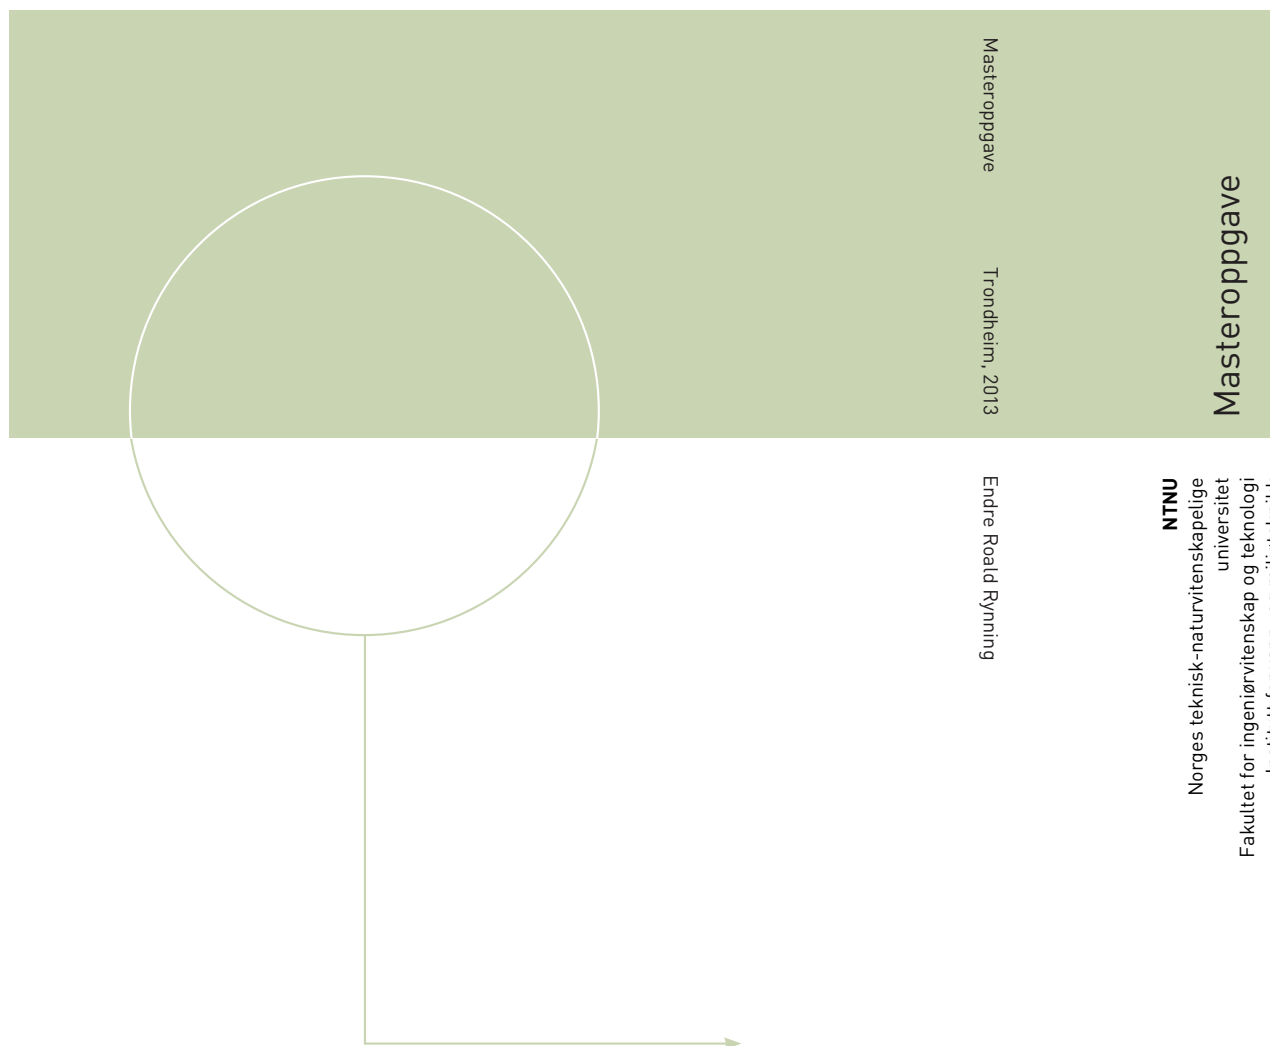 Masteroppgave
Trondheim, 2013
Endre Roald Rynning
Masteroppgave
NTNU
Norges teknisk-naturvitenskapelige
universitet
Fakultet for ingeniørvitenskap og teknologi